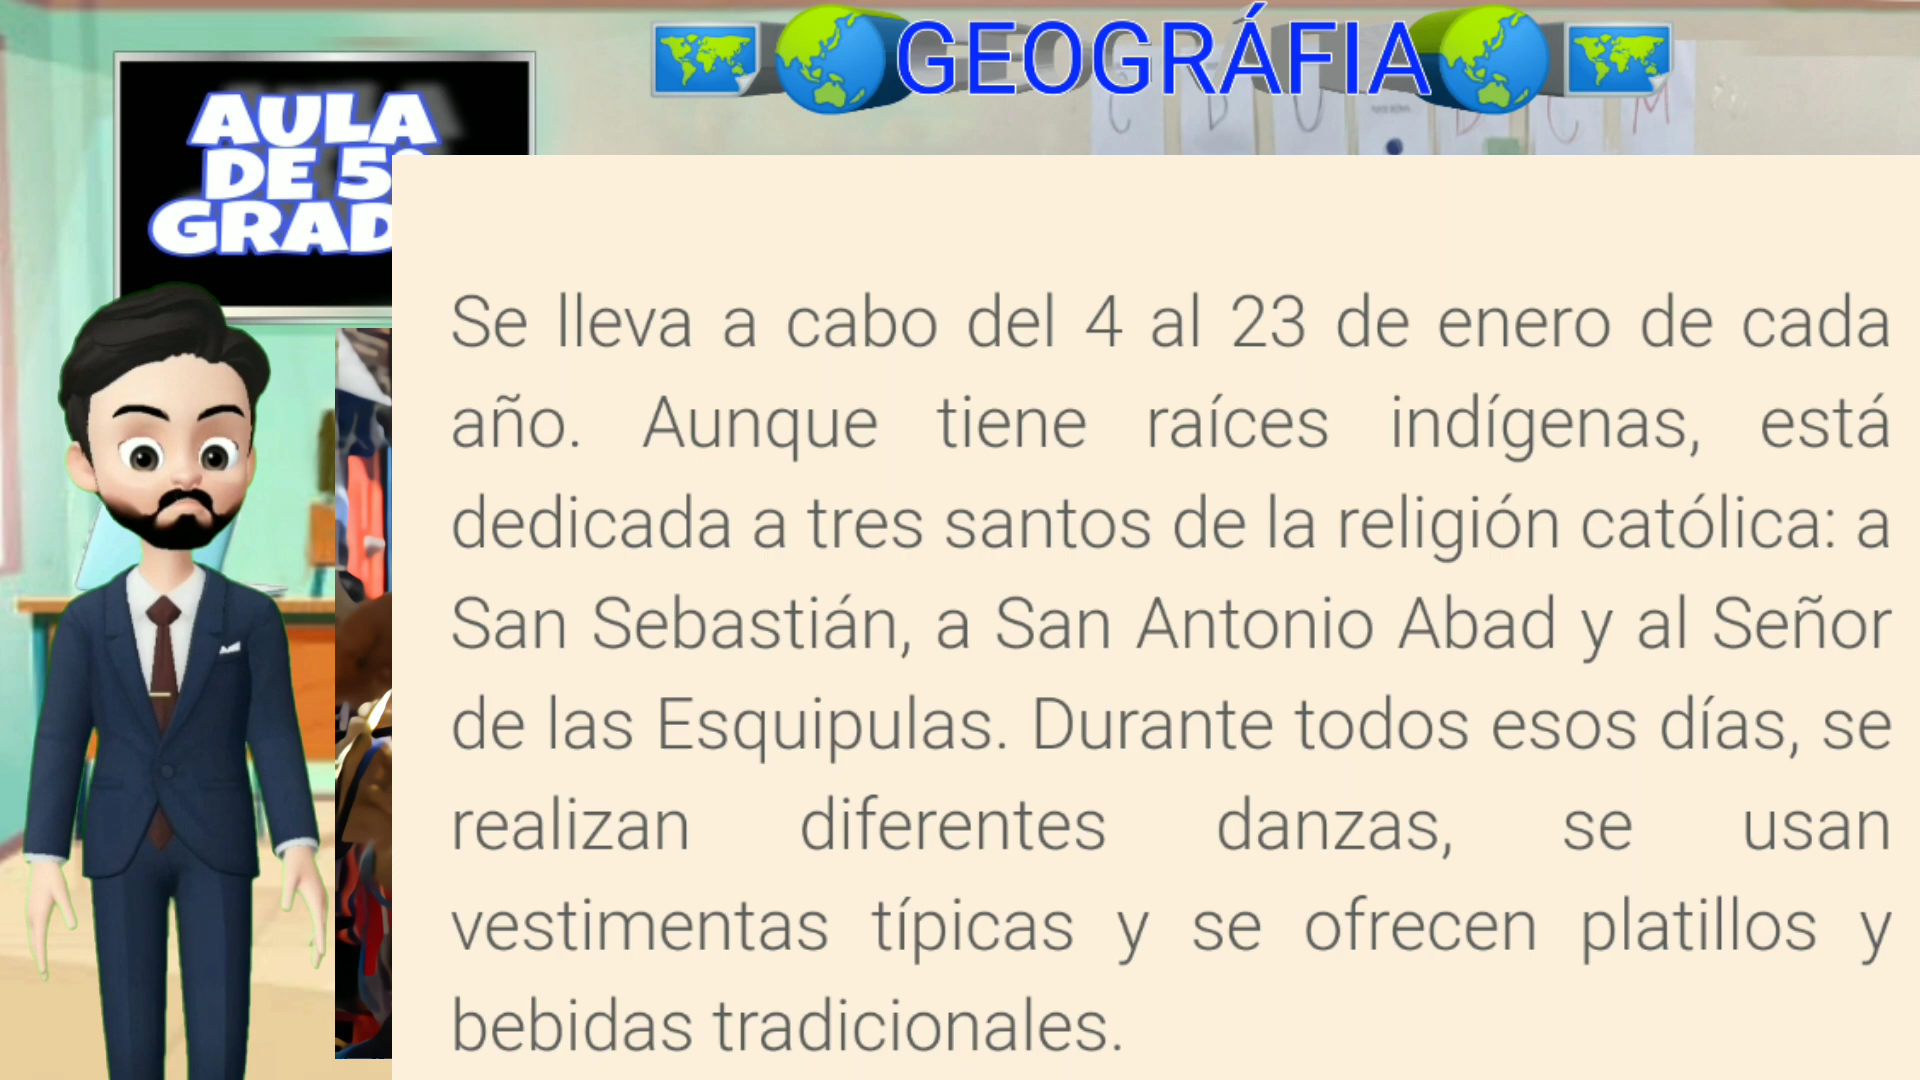 GEOGRÁFIA
AULA
DE 5º
GRAD
C D U D C M
Se lleva a cabo del 4 al 23 de enero de cada
año. Aunque tiene raíces indígenas, está
dedicada a tres santos de la religión católica: a
San Sebastián, a San Antonio Abad y al Señor
de las Esquipulas. Durante todos esos días, se
realizan diferentes danzas, se usan
vestimentas típicas y se ofrecen platillos y
bebidas tradicionales.